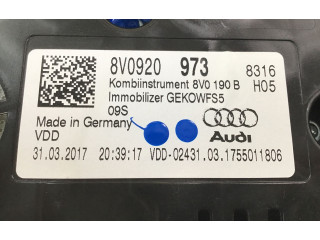 8V0920 973 8316
Kombiinstrument 8V0 190 B H05
Immobilizer GEKOWFS5
09S
Made in Germany
VDD Audi
31.03.2017 20:39:17 VDD-02431.03.1755011806